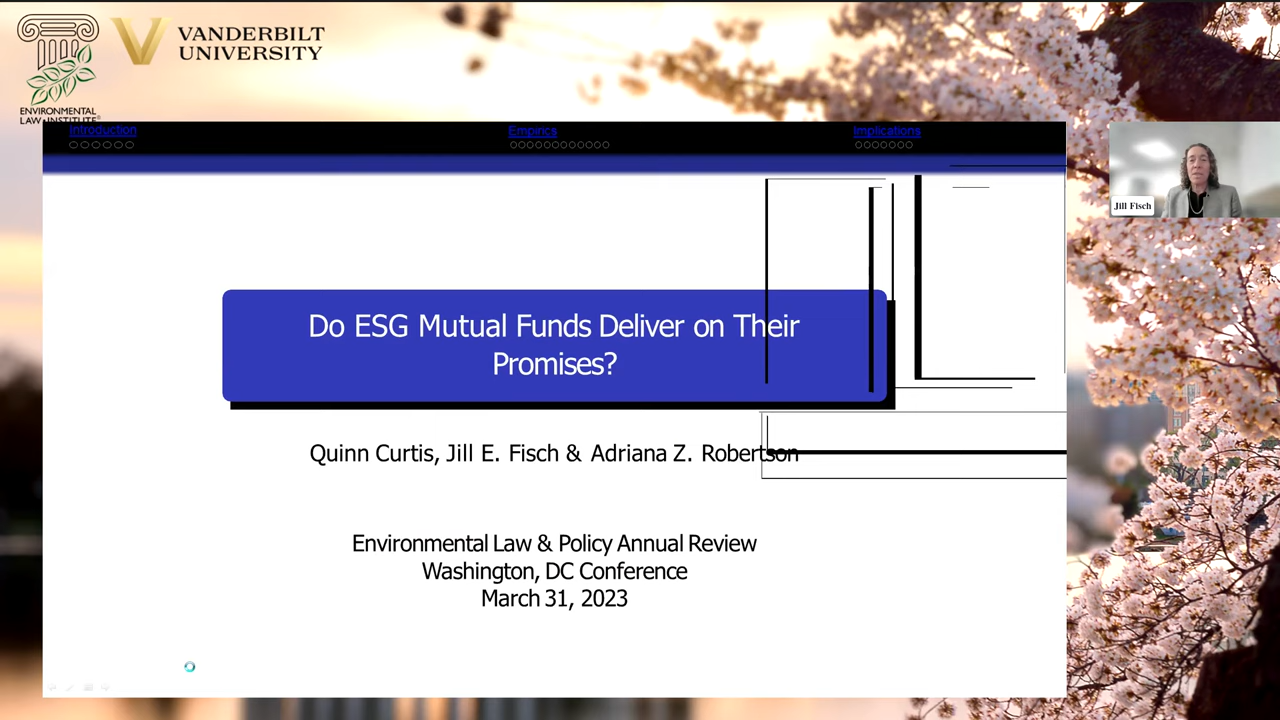 VANDERBILT
UNIVERSITY
ENVIRONMENTAL
LAW•INSTITUTE®
Introduction
Empirics
Implications
Jill Fisch
Do ESG Mutual Funds Deliver on Their
Promises?
Quinn Curtis, Jill E. Fisch & Adriana Z. Robertson
Environmental Law & Policy Annual Review
Washington, DC Conference
March 31, 2023